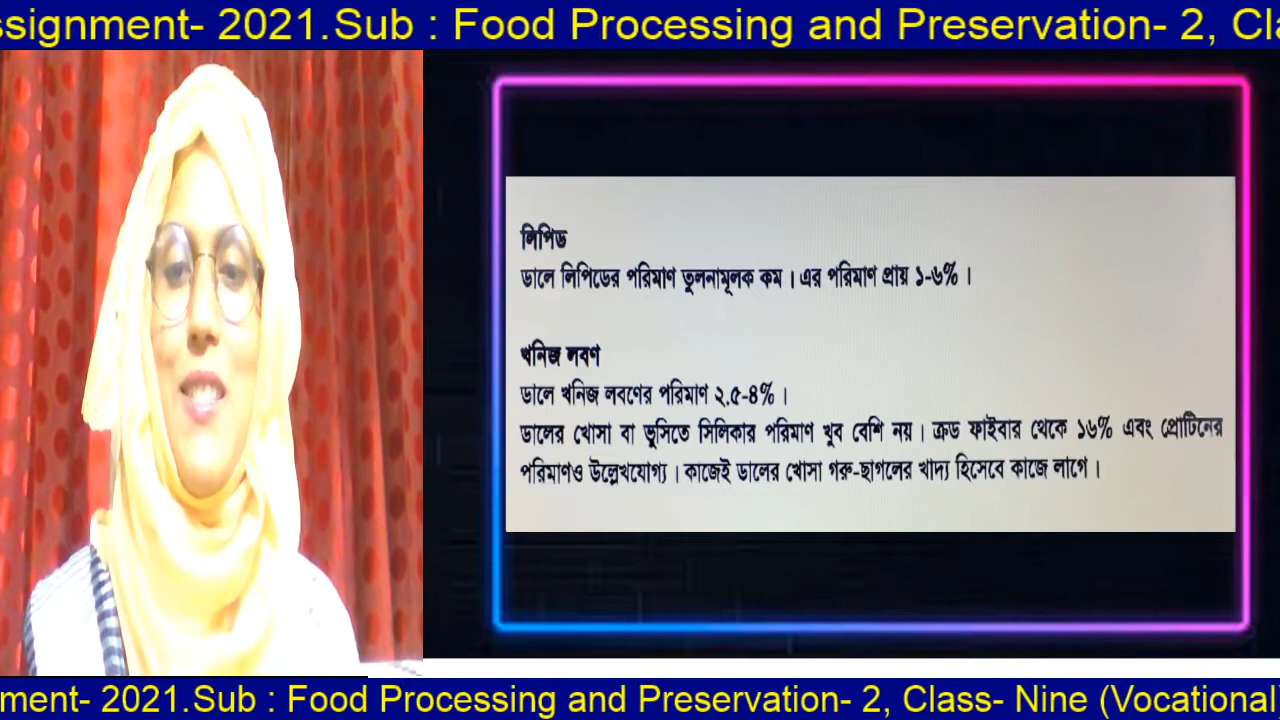 ssignment- 2021.Sub : Food Processing and Preservation- 2, Cla
লিপিড
ডালে লিপিডের পরিমাণ তুলনামূলক কম। এর পরিমাণ প্রায় ১-৬%।
খনিজ লবণ
ডালে খনিজ লবণের পরিমাণ ২.৫-৪%।
ডালের খোসা বা ভুসিতে সিলিকার পরিমাণ খুব বেশি নয়। ক্রড ফাইবার থেকে ১৬% এবং প্রোটিনের
পরিমাণও উল্লেখযোগ্য। কাজেই ডালের খোসা গরু-ছাগলের খাদ্য হিসেবে কাজে লাগে।
nment- 2021.Sub : Food Processing and Preservation- 2, Class- Nine (Vocational